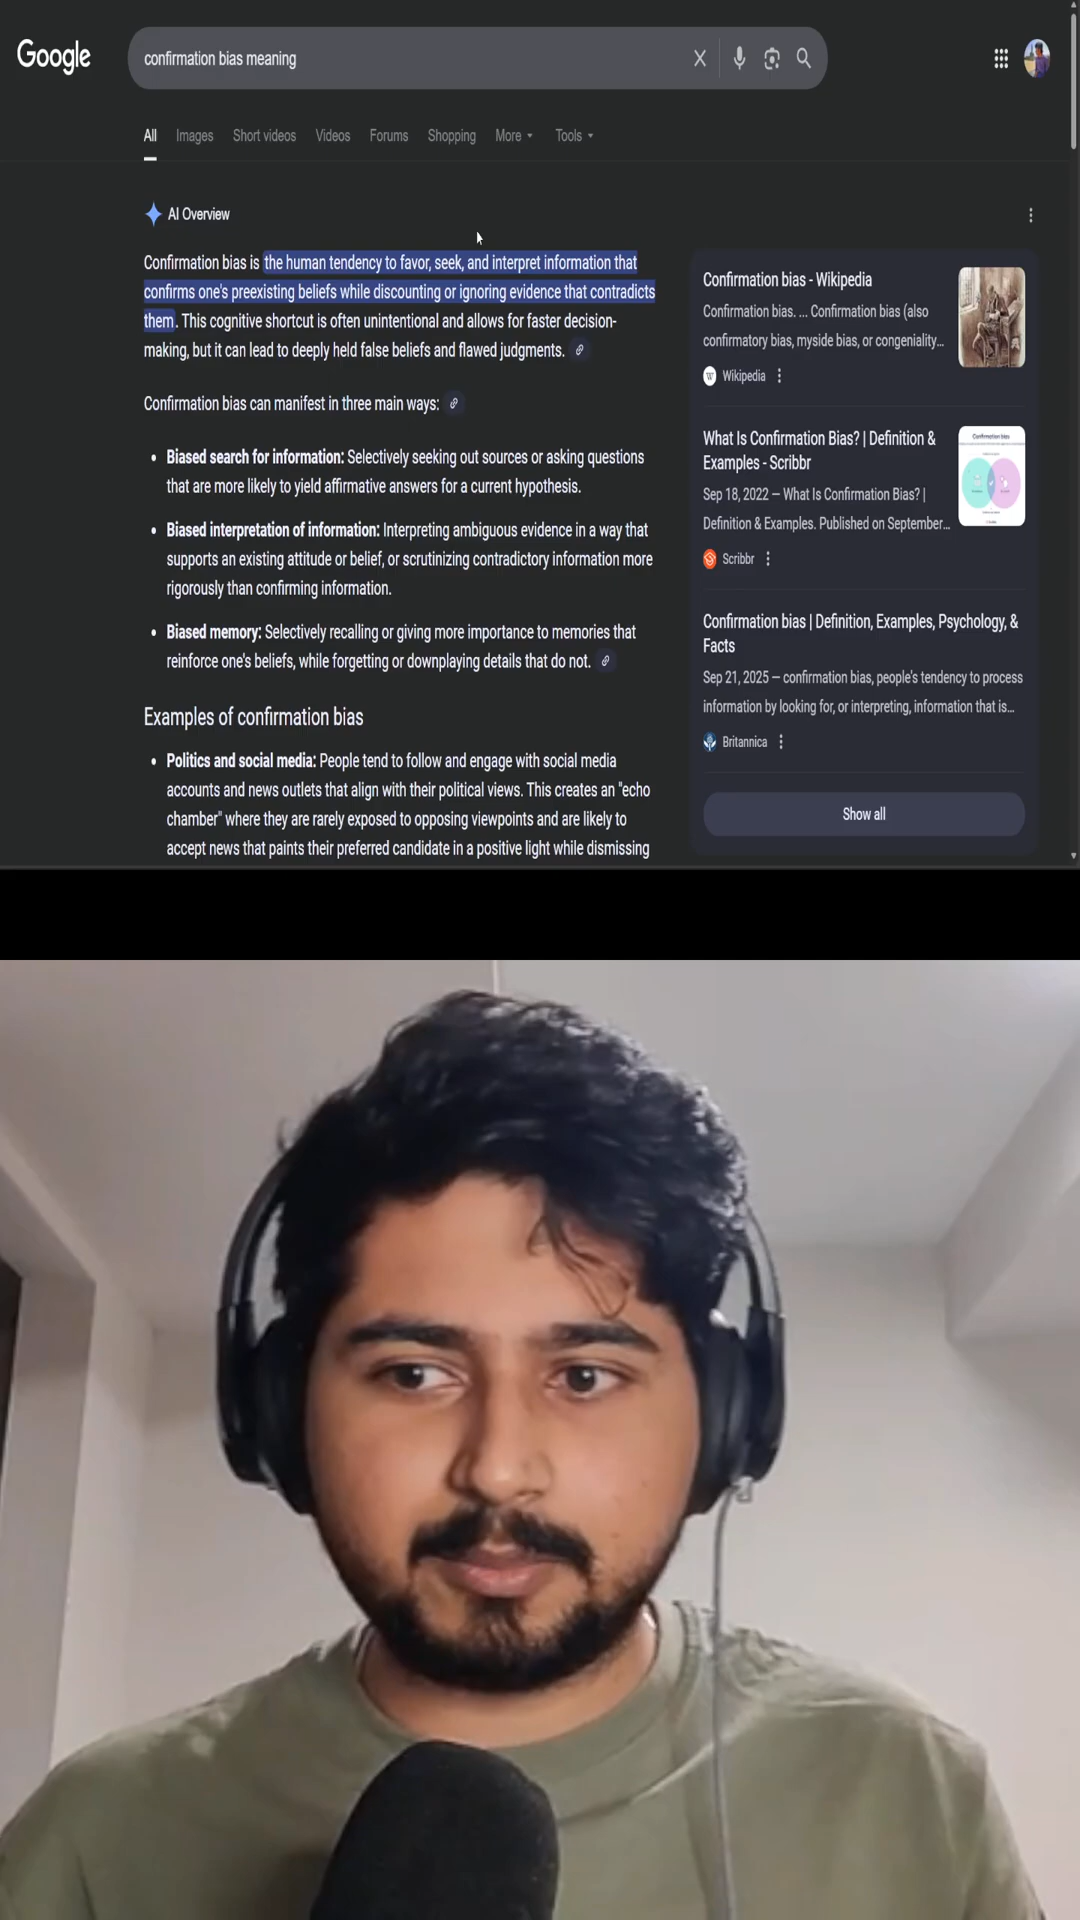 Google
confirmation bias meaning
All Images Short videos Videos Forums Shopping More Tools
AI Overview
Confirmation bias is the human tendency to favor, seek, and interpret information that
confirms one's preexisting beliefs while discounting or ignoring evidence that contradicts
them. This cognitive shortcut is often unintentional and allows for faster decision-
making, but it can lead to deeply held false beliefs and flawed judgments.
Confirmation bias can manifest in three main ways:
• Biased search for information: Selectively seeking out sources or asking questions
that are more likely to yield affirmative answers for a current hypothesis.
• Biased interpretation of information: Interpreting ambiguous evidence in a way that
supports an existing attitude or belief, or scrutinizing contradictory information more
rigorously than confirming information.
• Biased memory: Selectively recalling or giving more importance to memories that
reinforce one's beliefs, while forgetting or downplaying details that do not.
Examples of confirmation bias
• Politics and social media: People tend to follow and engage with social media
accounts and news outlets that align with their political views. This creates an "echo
chamber" where they are rarely exposed to opposing viewpoints and are likely to
accept news that paints their preferred candidate in a positive light while dismissing
Confirmation bias - Wikipedia
Confirmation bias. ... Confirmation bias (also
confirmatory bias, myside bias, or congeniality...
W Wikipedia
What Is Confirmation Bias? | Definition &
Examples - Scribbr
Confirmation bias
Sep 18, 2022 — What Is Confirmation Bias? |
Definition & Examples. Published on September...
Scribbr
Confirmation bias | Definition, Examples, Psychology, &
Facts
Sep 21, 2025 — confirmation bias, people's tendency to process
information by looking for, or interpreting, information that is...
Britannica
Show all